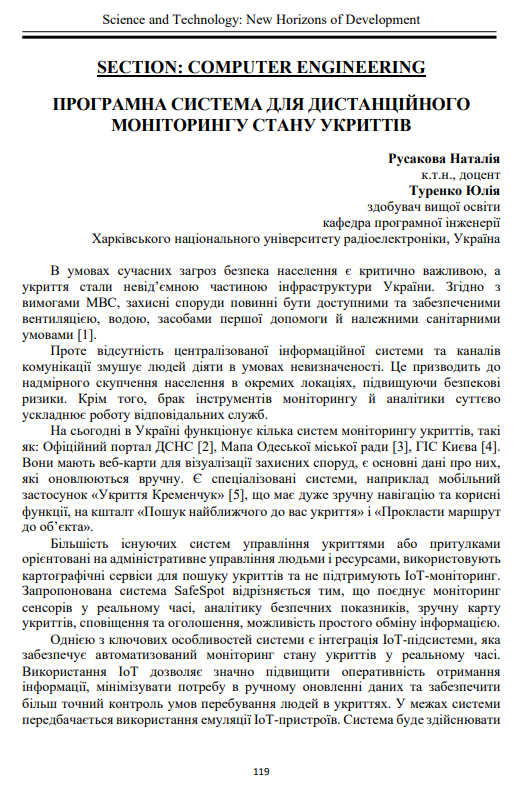 Science and Technology: New Horizons of Development
SECTION: COMPUTER ENGINEERING
ПРОГРАМНА СИСТЕМА ДЛЯ ДИСТАНЦІЙНОГО
МОНІТОРИНГУ СТАНУ УКРИТТІВ
Русакова Наталія
к.т.н., доцент
Туренко Юлія
здобувач вищої освіти
кафедра програмної інженерії
Харківського національного університету радіоелектроніки, Україна
В умовах сучасних загроз безпека населення є критично важливою, а
укриття стали невід’ємною частиною інфраструктури України. Згідно з
вимогами МВС, захисні споруди повинні бути доступними та забезпеченими
вентиляцією, водою, засобами першої допомоги й належними санітарними
умовами [1].
Проте відсутність централізованої інформаційної системи та каналів
комунікації змушує людей діяти в умовах невизначеності. Це призводить до
надмірного скупчення населення в окремих локаціях, підвищуючи безпекові
ризики. Крім того, брак інструментів моніторингу й аналітики суттєво
ускладнює роботу відповідальних служб.
На сьогодні в Україні функціонує кілька систем моніторингу укриттів, такі
як: Офіційний портал ДСНС [2], Мапа Одеської міської ради [3], ГІС Києва [4].
Вони мають веб-карти для візуалізації захисних споруд, є основні дані про них,
які оновлюються вручну. Є спеціалізовані системи, наприклад мобільний
застосунок «Укриття Кременчук» [5], що має дуже зручну навігацію та корисні
функції, на кшталт «Пошук найближчого до вас укриття» і «Прокласти маршрут
до об’єкта».
Більшість існуючих систем управління укриттями або притулками
орієнтовані на адміністративне управління людьми і ресурсами, використовують
картографічні сервіси для пошуку укриттів та не підтримують IoT-моніторинг.
Запропонована система SafeSpot відрізняється тим, що поєднує моніторинг
сенсорів у реальному часі, аналітику безпечних показників, зручну карту
укриттів, сповіщення та оголошення, можливість простого обміну інформацією.
Однією з ключових особливостей системи є інтеграція IoT-підсистеми, яка
забезпечує автоматизований моніторинг стану укриттів у реальному часі.
Використання IoT дозволяє значно підвищити оперативність отримання
інформації, мінімізувати потребу в ручному оновленні даних та забезпечити
більш точний контроль умов перебування людей в укриттях. У межах системи
передбачається використання емуляції IoT-пристроїв. Система буде здійснювати
119